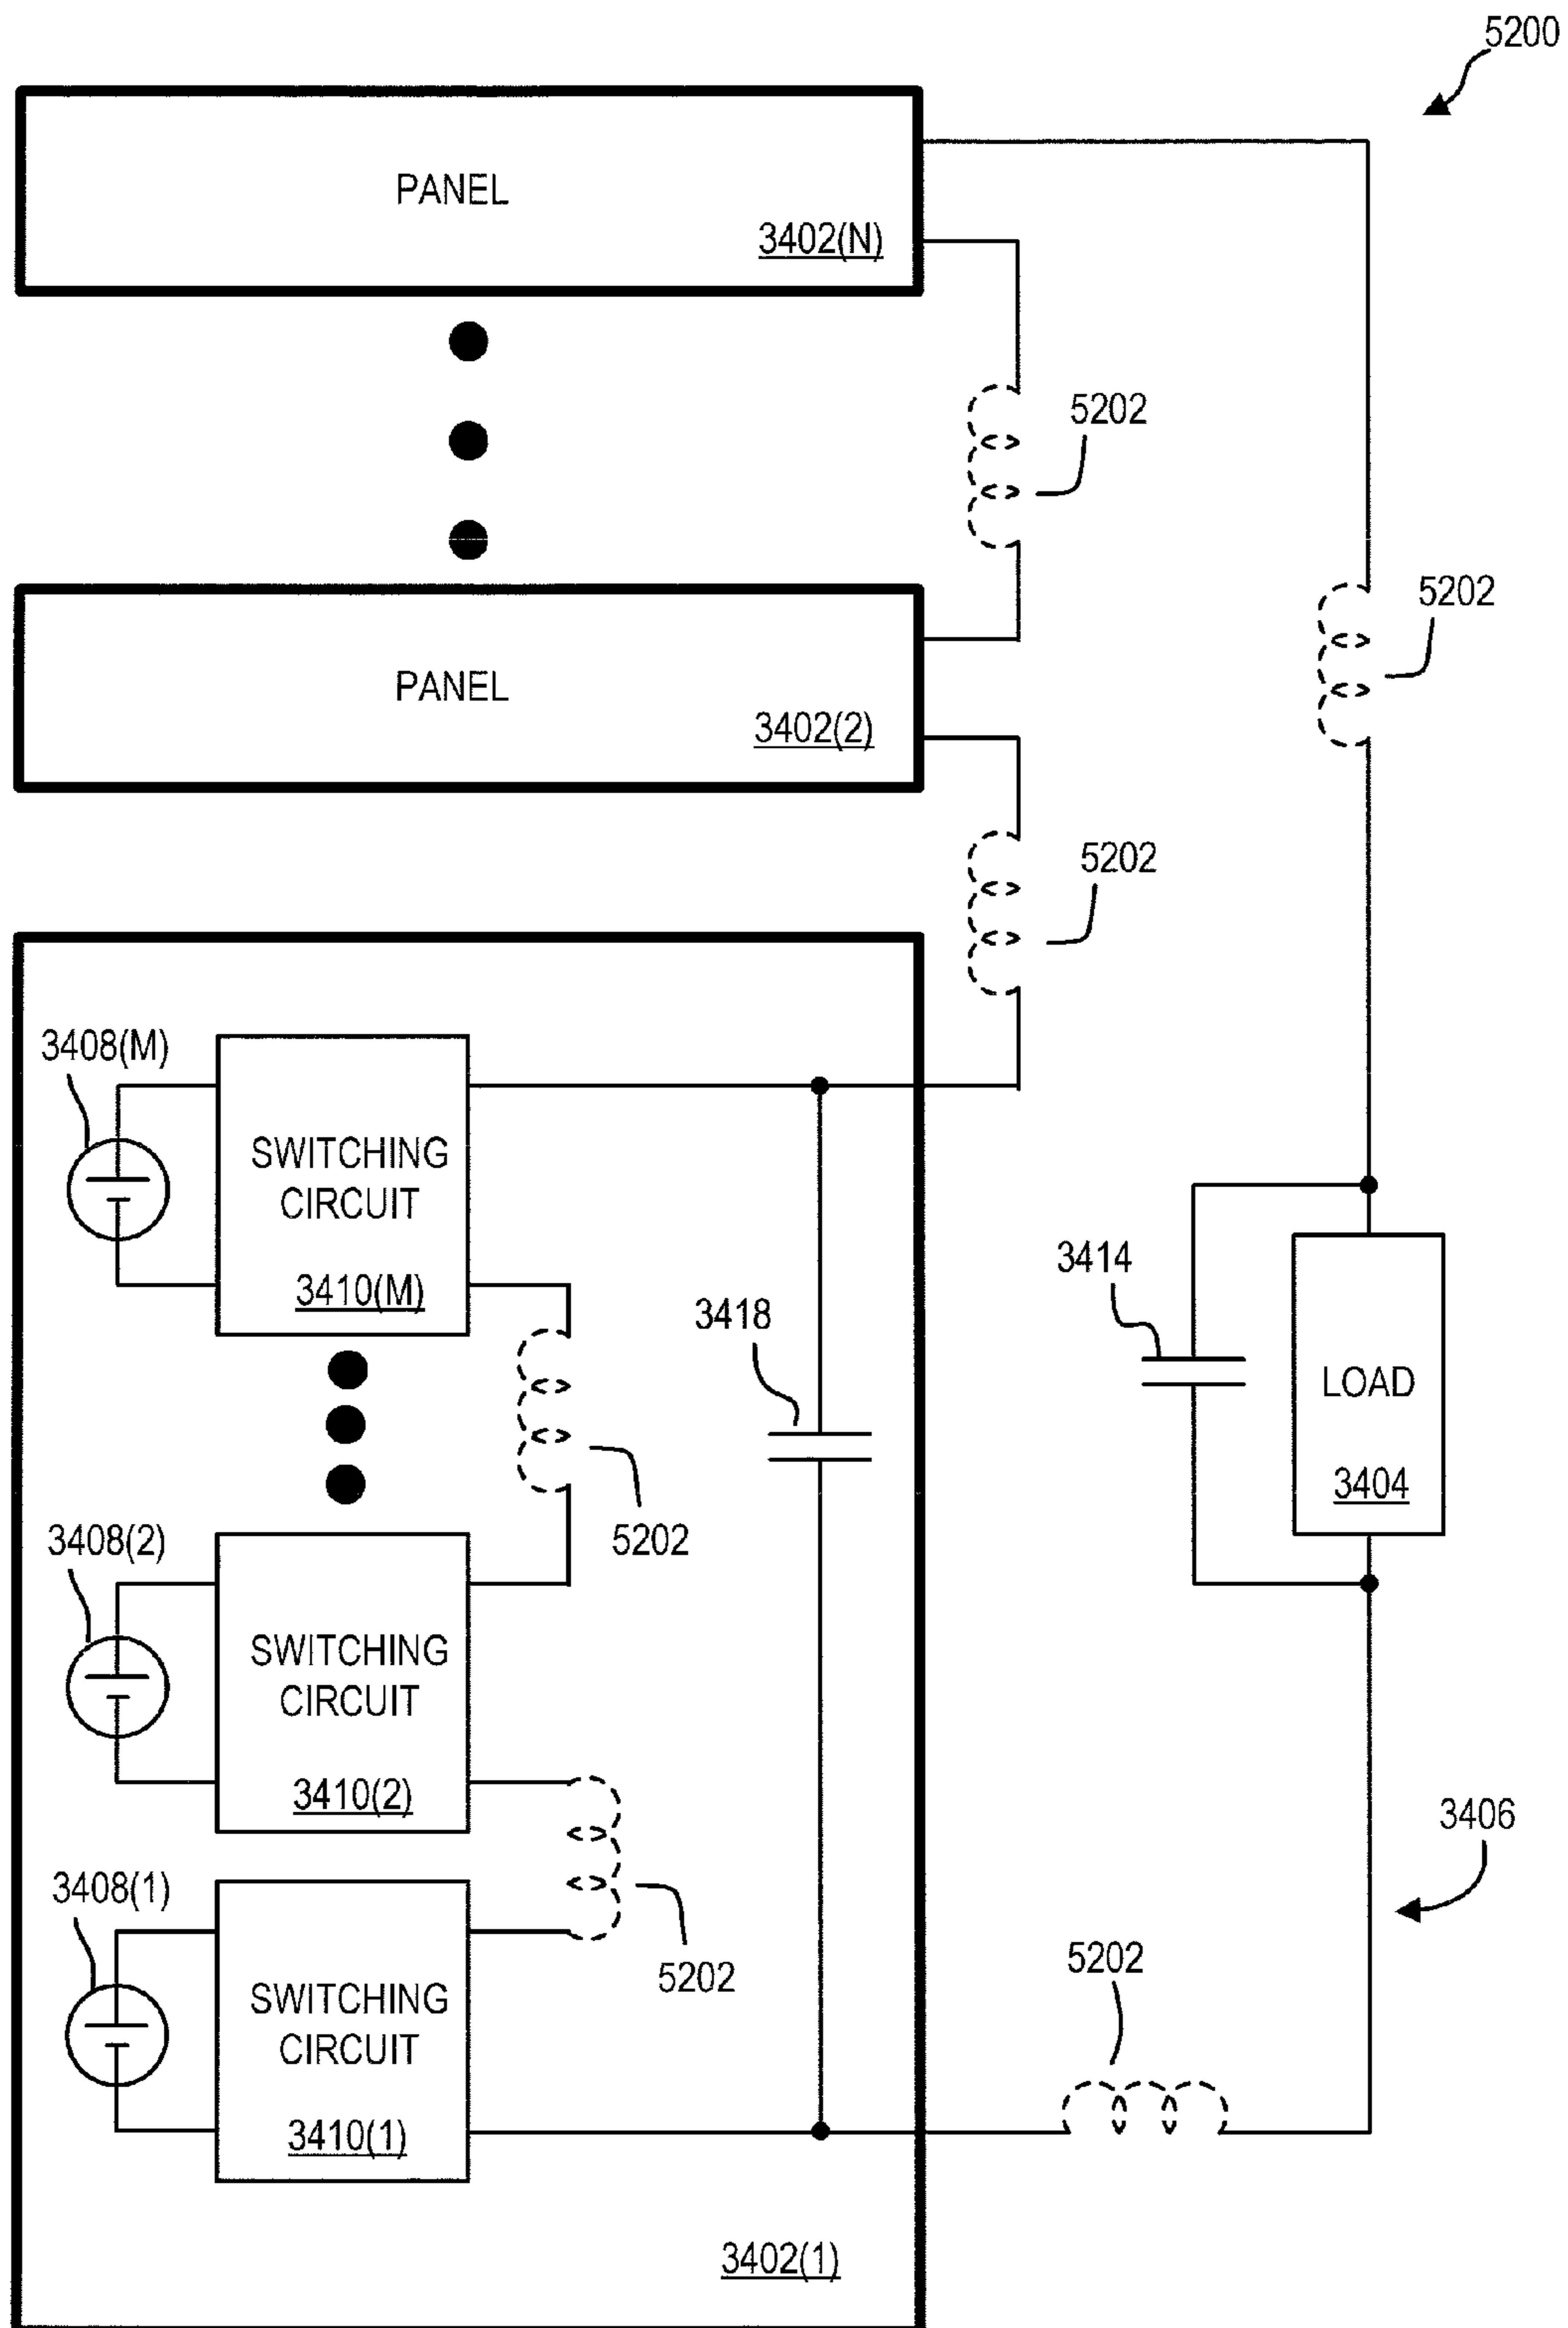 5200
PANEL
3402(N)
5202
5202
PANEL
3402(2)
5202
3408(M)
SWITCHING
CIRCUIT
3410(M)
3418
3414
LOAD
3404
5202
3408(2)
SWITCHING
CIRCUIT
3410(2)
3406
3408(1)
5202
SWITCHING
CIRCUIT
3410(1)
5202
3402(1)